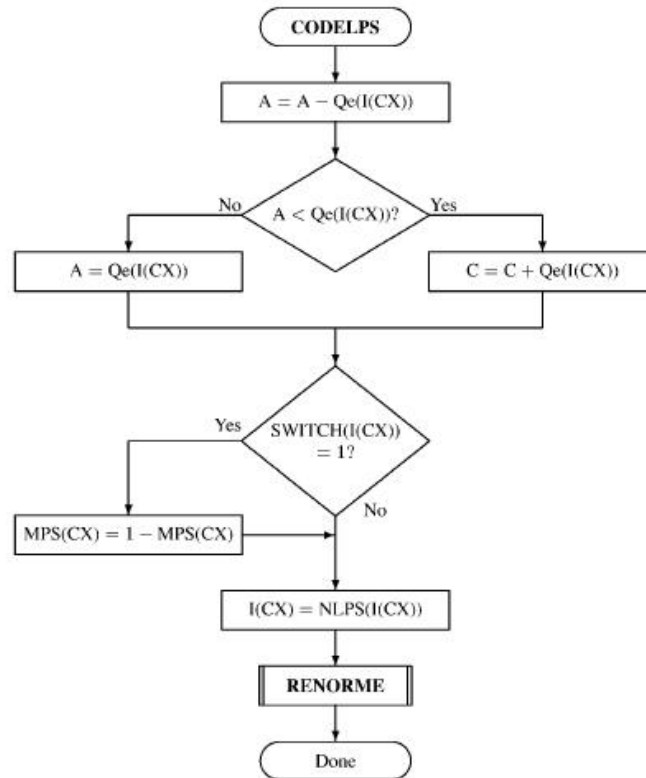 CODELPS
A = A − Qe(I(CX))
A < Qe(I(CX))?
No
Yes
A = Qe(I(CX))
C = C + Qe(I(CX))
Yes
SWITCH(I(CX))
= 1?
No
MPS(CX) = 1 − MPS(CX)
I(CX) = NLPS(I(CX))
RENORME
Done